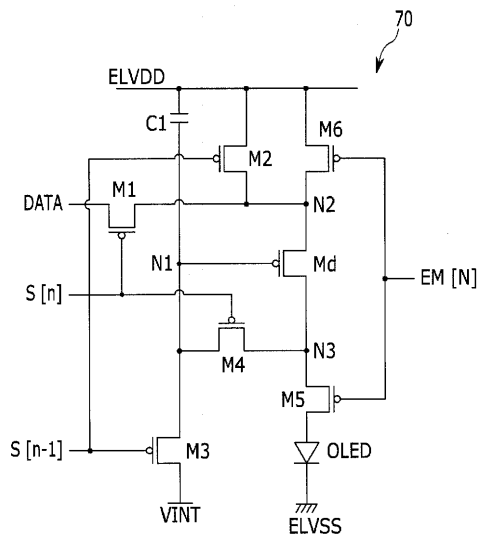 70
ELVDD
C1
M2
M6
M1
DATA
N2
N1
Md
EM [N]
S [n]
M4
N3
M5
S [n-1]
M3
OLED
VINT
ELVSS